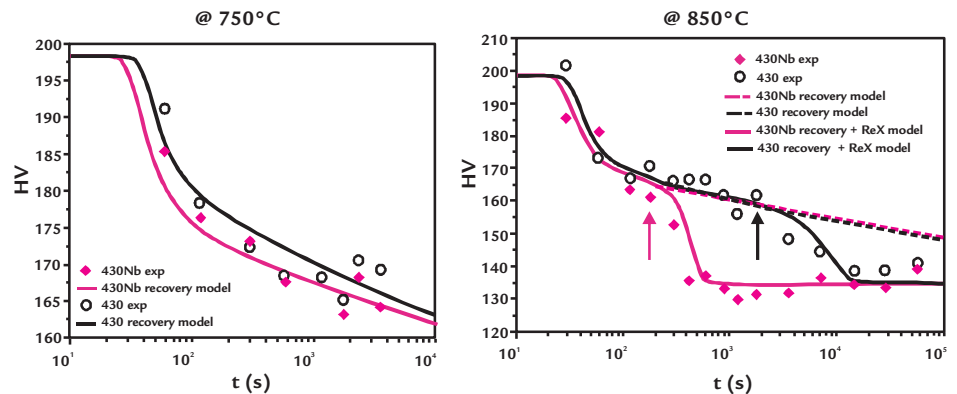 @ 750°C
HV
200
195
190
185
180
175
170
165
160
430Nb exp
430Nb recovery model
430 exp
430 recovery model
10¹ 10² 10³ 10⁴
t (s)
@ 850°C
HV
210
200
190
180
170
160
150
140
130
120
430Nb exp
430 exp
430Nb recovery model
430 recovery model
430Nb recovery + ReX model
430 recovery + ReX model
10¹ 10² 10³ 10⁴ 10⁵
t (s)